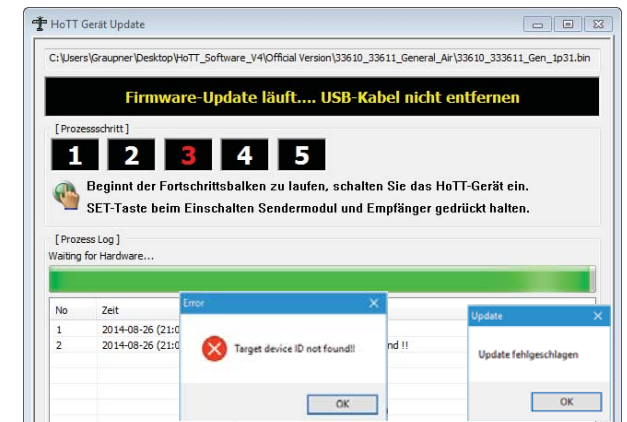 HoTT Gerät Update
C:\Users\Graupner\Desktop\HoTT_Software_V4\Official Version\33610_33611_General_Air\33610_333611_Gen_1p31.bin
Firmware-Update läuft.... USB-Kabel nicht entfernen
[ Prozessschritt ]
1 2 3 4 5
Beginnt der Fortschrittsbalken zu laufen, schalten Sie das HoTT-Gerät ein.
SET-Taste beim Einschalten Sendermodul und Empfänger gedrückt halten.
[ Prozess Log ]
Waiting for Hardware...
No Zeit
1 2014-08-26 (21:0
2 2014-08-26 (21:0 nd !!
Error
Target device ID not found!!
OK
Update
Update fehlgeschlagen
OK